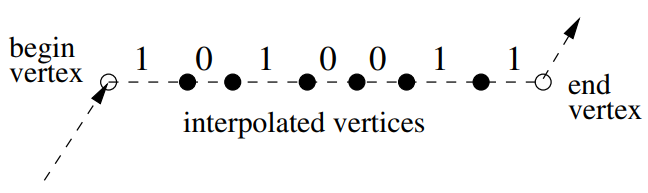 begin
vertex
1 0 1 0 0 1 1
end
vertex
interpolated vertices